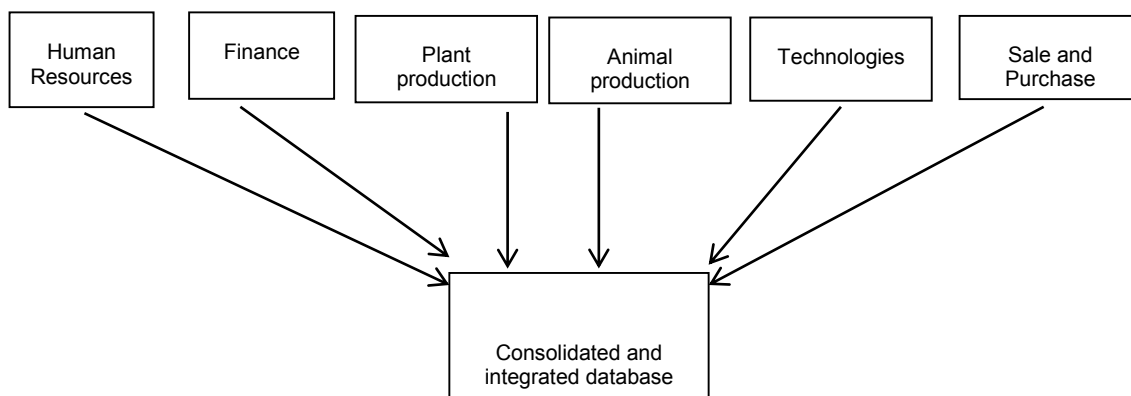 Human
Resources
Finance
Plant
production
Animal
production
Technologies
Sale and
Purchase
Consolidated and
integrated database